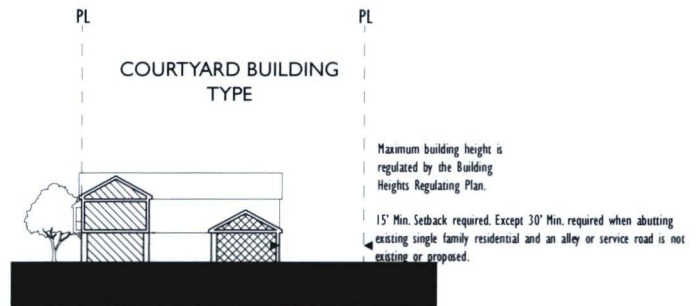 PL
PL
COURTYARD BUILDING
TYPE
Maximum building height is
regulated by the Building
Heights Regulating Plan.
15' Min. Setback required. Except 30' Min. required when abutting
existing single family residential and an alley or service road is not
existing or proposed.